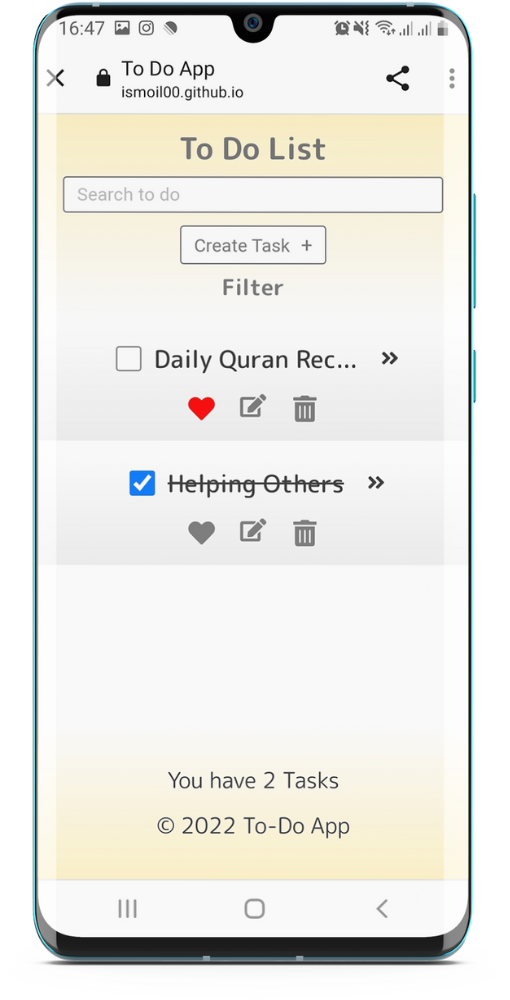 16:47
To Do App
ismoil00.github.io
To Do List
Search to do
Create Task +
Filter
Daily Quran Rec...
Helping Others
You have 2 Tasks
© 2022 To-Do App